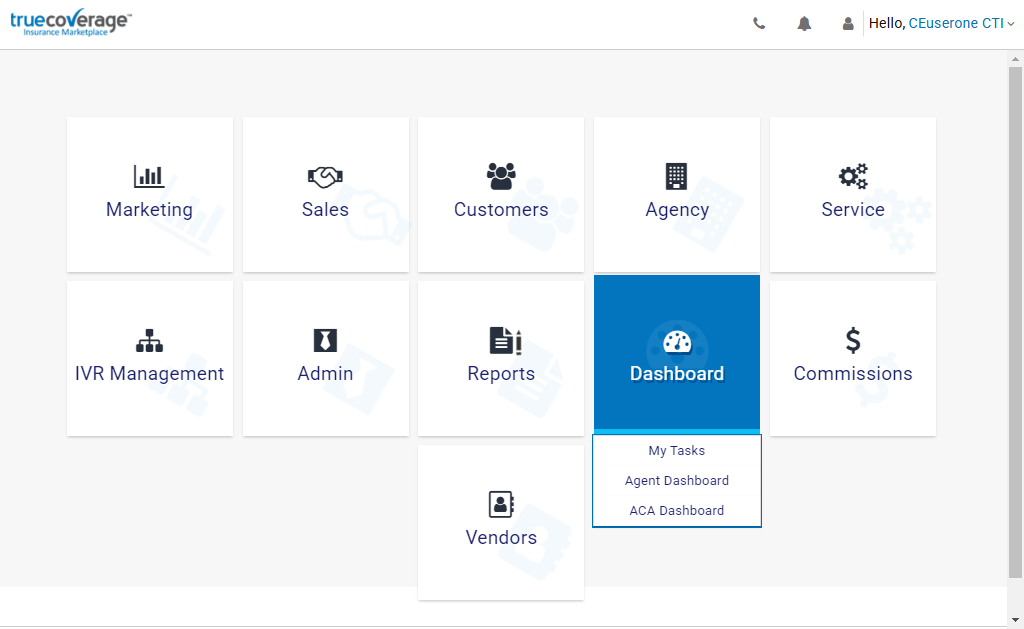 truecoverage™
Insurance Marketplace
Hello, CEuserone CTI
Marketing
Sales
Customers
Agency
Service
IVR Management
Admin
Reports
Dashboard
Commissions
My Tasks
Agent Dashboard
ACA Dashboard
Vendors